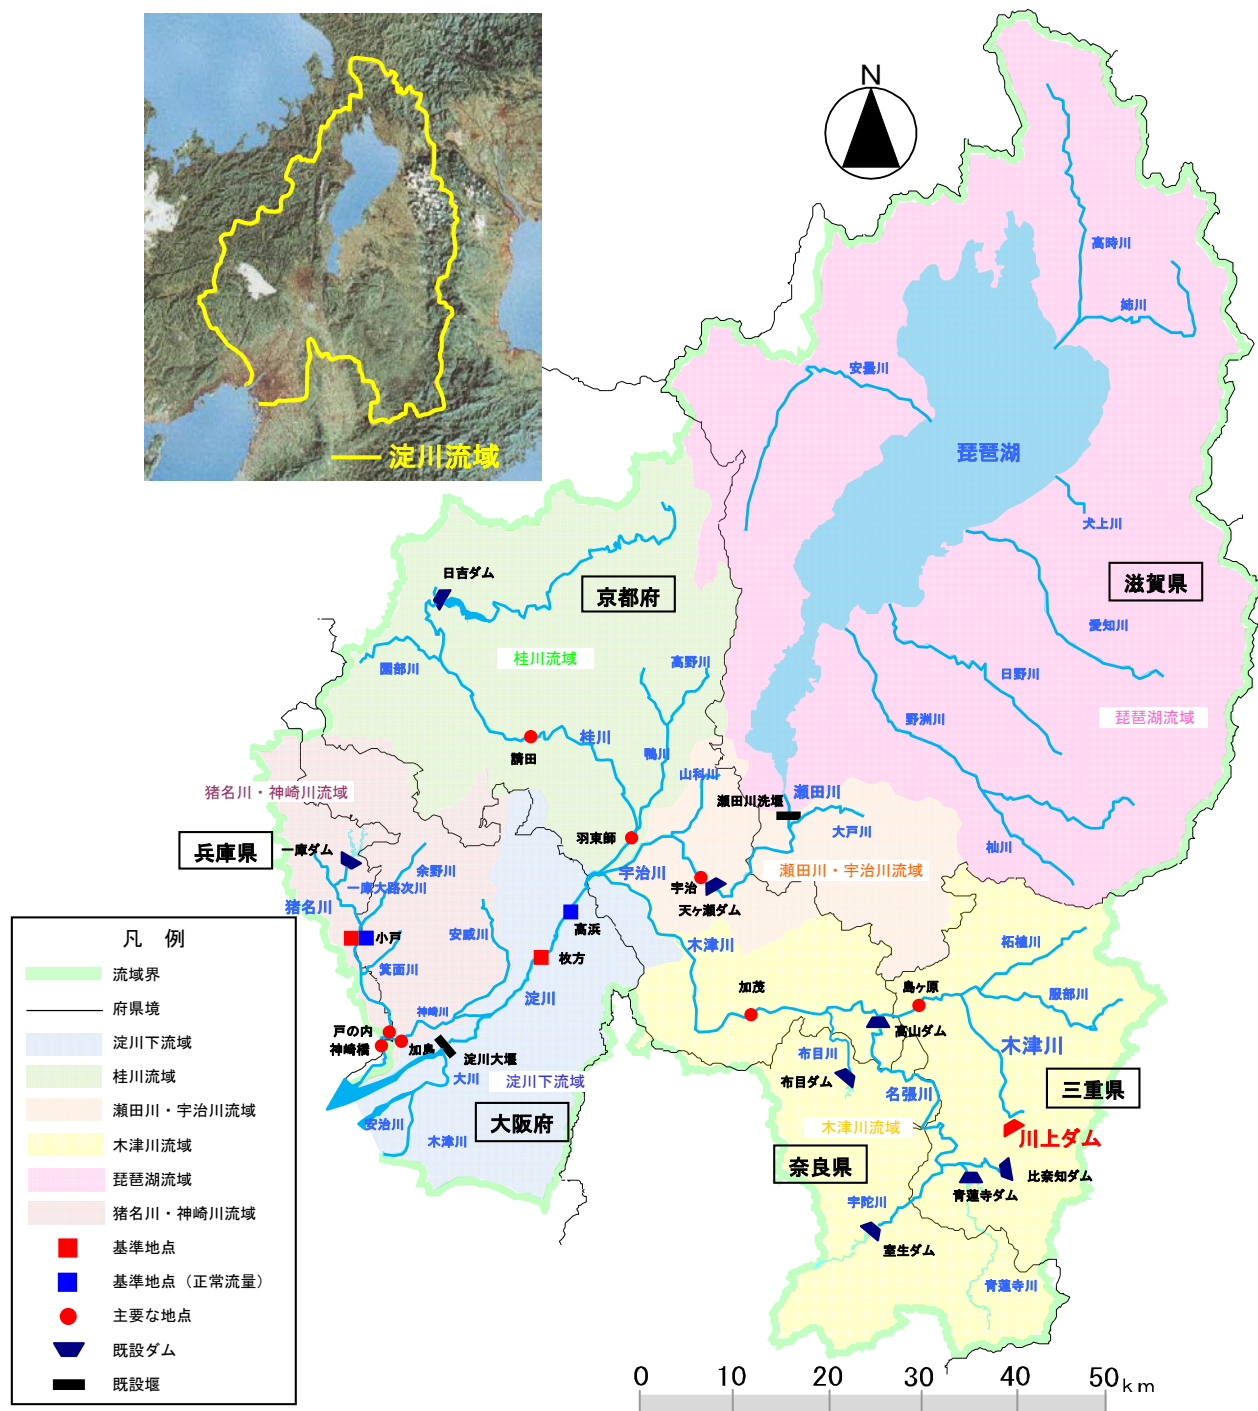 淀川流域
N
高時川
姉川
安曇川
琵琶湖
犬上川
滋賀県
愛知川
日野川
野洲川
琵琶湖流域
杣川
日吉ダム
京都府
桂川流域
園部川
高野川
桂川
請田
鴨川
山科川
瀬田川洗堰
瀬田川
大戸川
猪名川・神崎川流域
羽束師
兵庫県
一庫ダム
余野川
宇治川
宇治
瀬田川・宇治川流域
一庫大路次川
天ヶ瀬ダム
猪名川
高浜
小戸
安威川
木津川
枚方
箕面川
柘植川
加茂
島ヶ原
服部川
淀川
神崎川
戸の内
神崎橋
加島
淀川大堰
高山ダム
木津川
布目川
布目ダム
大川
淀川下流域
名張川
三重県
安治川
大阪府
木津川流域
川上ダム
木津川
奈良県
比奈知ダム
青蓮寺ダム
宇陀川
室生ダム
青蓮寺川
凡 例
流域界
府県境
淀川下流域
桂川流域
瀬田川・宇治川流域
木津川流域
琵琶湖流域
猪名川・神崎川流域
基準地点
基準地点（正常流量）
主要な地点
既設ダム
既設堰
0 10 20 30 40 50 km